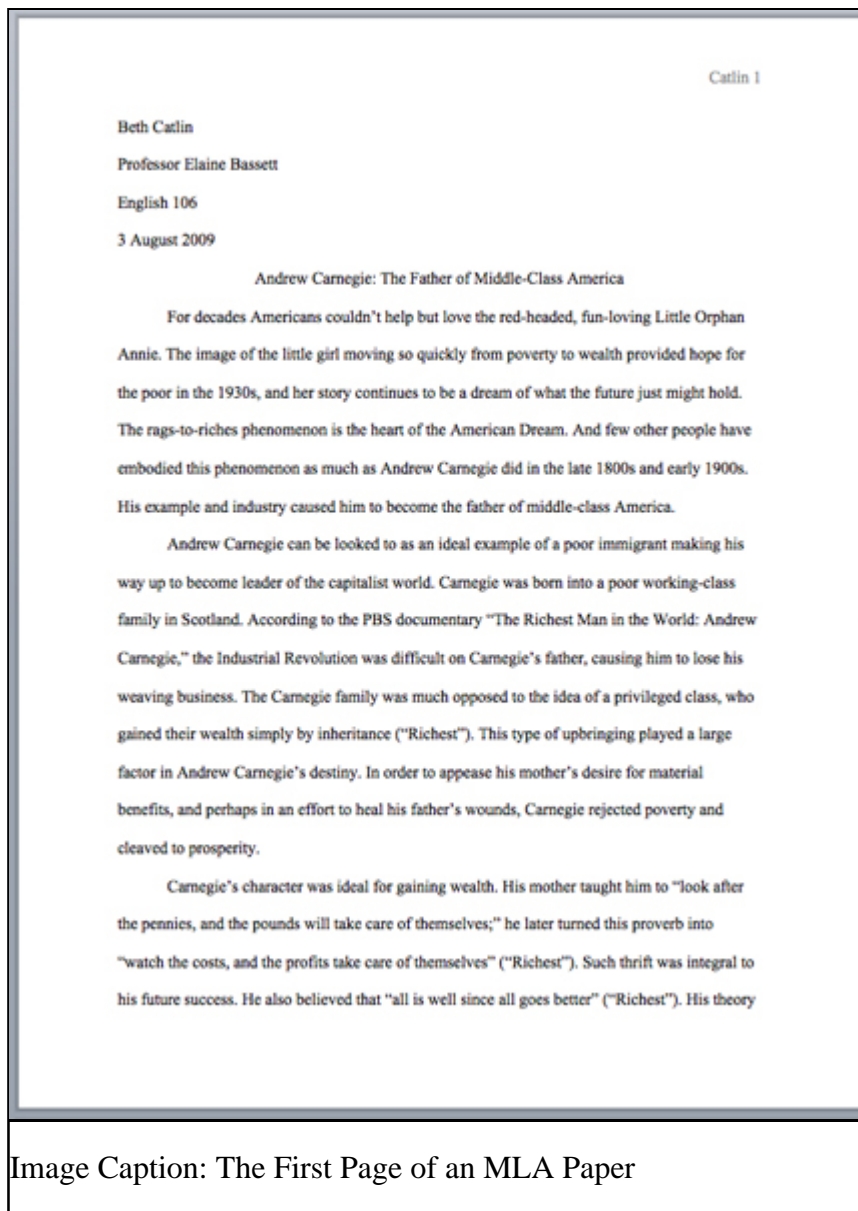 Catlin 1
Beth Catlin
Professor Elaine Bassett
English 106
3 August 2009
Andrew Carnegie: The Father of Middle-Class America
For decades Americans couldn't help but love the red-headed, fun-loving Little Orphan
Annie. The image of the little girl moving so quickly from poverty to wealth provided hope for
the poor in the 1930s, and her story continues to be a dream of what the future just might hold.
The rags-to-riches phenomenon is the heart of the American Dream. And few other people have
embodied this phenomenon as much as Andrew Carnegie did in the late 1800s and early 1900s.
His example and industry caused him to become the father of middle-class America.
Andrew Carnegie can be looked to as an ideal example of a poor immigrant making his
way up to become leader of the capitalist world. Carnegie was born into a poor working-class
family in Scotland. According to the PBS documentary “The Richest Man in the World: Andrew
Carnegie,” the Industrial Revolution was difficult on Carnegie's father, causing him to lose his
weaving business. The Carnegie family was much opposed to the idea of a privileged class, who
gained their wealth simply by inheritance (“Richest”). This type of upbringing played a large
factor in Andrew Carnegie's destiny. In order to appease his mother's desire for material
benefits, and perhaps in an effort to heal his father's wounds, Carnegie rejected poverty and
cleaved to prosperity.
Carnegie's character was ideal for gaining wealth. His mother taught him to “look after
the pennies, and the pounds will take care of themselves;” he later turned this proverb into
“watch the costs, and the profits take care of themselves” (“Richest”). Such thrift was integral to
his future success. He also believed that “all is well since all goes better” (“Richest”). His theory
Image Caption: The First Page of an MLA Paper